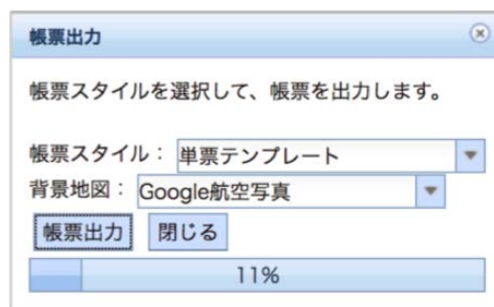 帳票出力
帳票スタイルを選択して、帳票を出力します。
帳票スタイル： 単票テンプレート
背景地図： Google航空写真
帳票出力 閉じる
11%